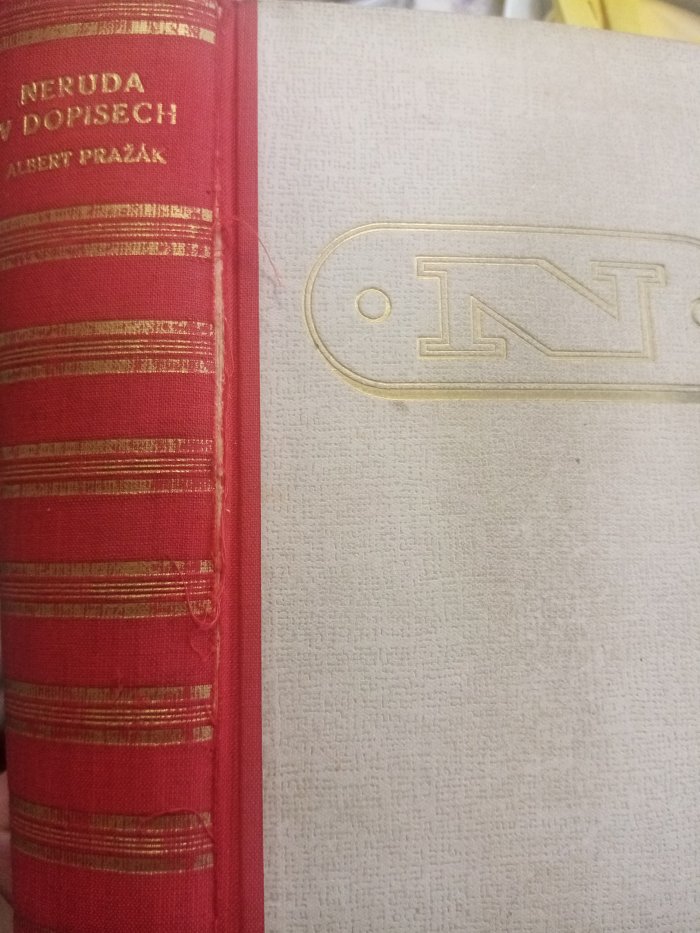 NERUDA
V DOPISECH
ALBERT PRAŽÁK
N